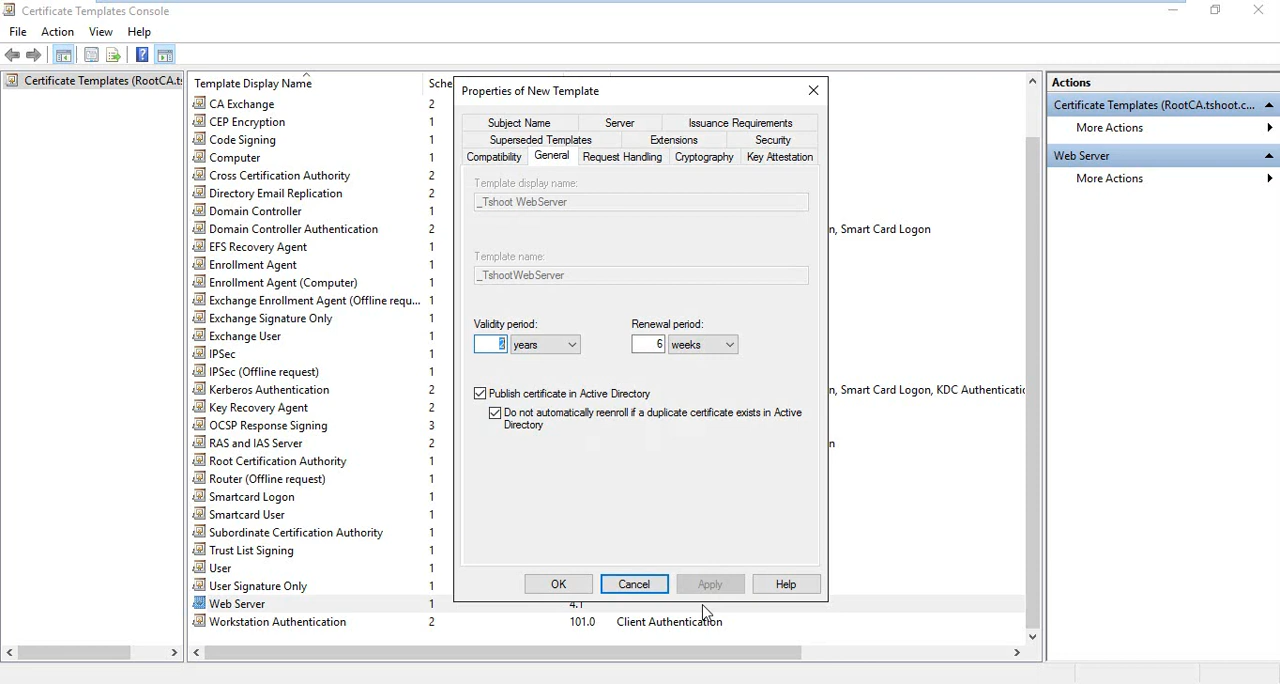 Certificate Templates Console
File Action View Help
Certificate Templates (RootCA.ts
Template Display Name
Sche
CA Exchange 2
CEP Encryption 1
Code Signing 1
Computer 1
Cross Certification Authority 2
Directory Email Replication 2
Domain Controller 1
Domain Controller Authentication 2
n, Smart Card Logon
EFS Recovery Agent 1
Enrollment Agent 1
Enrollment Agent (Computer) 1
Exchange Enrollment Agent (Offline requ... 1
Exchange Signature Only 1
Exchange User 1
IPSec 1
IPSec (Offline request) 1
Kerberos Authentication 2
n, Smart Card Logon, KDC Authenticatio
Key Recovery Agent 2
OCSP Response Signing 3
RAS and IAS Server 2
n
Root Certification Authority 1
Router (Offline request) 1
Smartcard Logon 1
Smartcard User 1
Subordinate Certification Authority 1
Trust List Signing 1
User 1
User Signature Only 1
Web Server 1 4.1
Workstation Authentication 2 101.0 Client Authentication
Properties of New Template
Subject Name Server Issuance Requirements
Superseded Templates Extensions Security
Compatibility General Request Handling Cryptography Key Attestation
Template display name:
_Tshoot WebServer
Template name:
_TshootWebServer
Validity period: Renewal period:
2 years 6 weeks
Publish certificate in Active Directory
Do not automatically reenroll if a duplicate certificate exists in Active
Directory
OK Cancel Apply Help
Actions
Certificate Templates (RootCA.tshoot.c...
More Actions
Web Server
More Actions